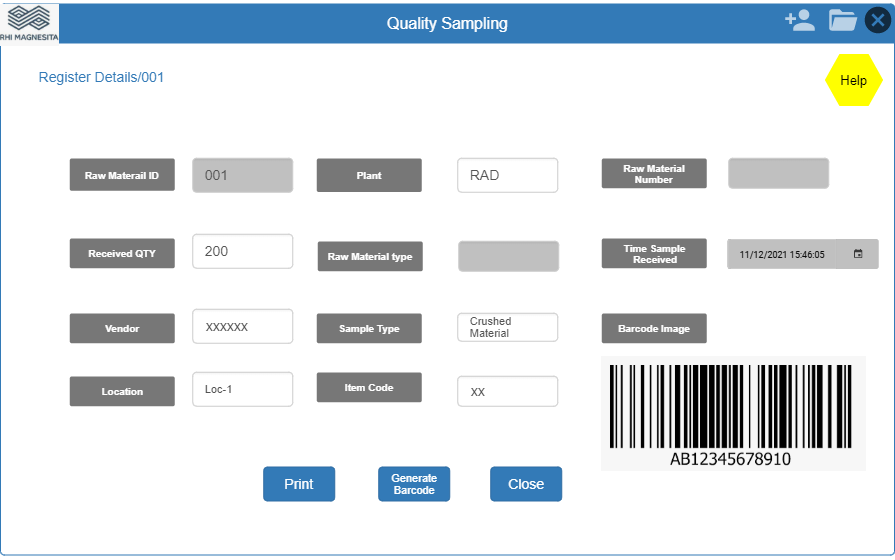 RHI MAGNESITA
Quality Sampling
Register Details/001
Help
Raw Materail ID
001
Plant
RAD
Raw Material
Number
Received QTY
200
Raw Material type
Time Sample
Received
11/12/2021 15:46:05
Vendor
XXXXXX
Sample Type
Crushed
Material
Barcode Image
Location
Loc-1
Item Code
XX
AB12345678910
Print
Generate
Barcode
Close